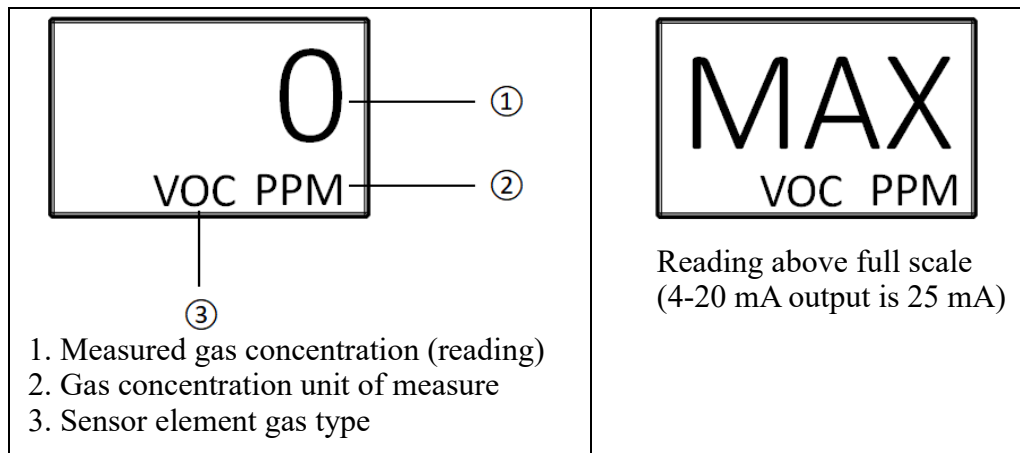 0
①
VOC PPM
②
③
1. Measured gas concentration (reading)
2. Gas concentration unit of measure
3. Sensor element gas type
MAX
VOC PPM
Reading above full scale
(4-20 mA output is 25 mA)